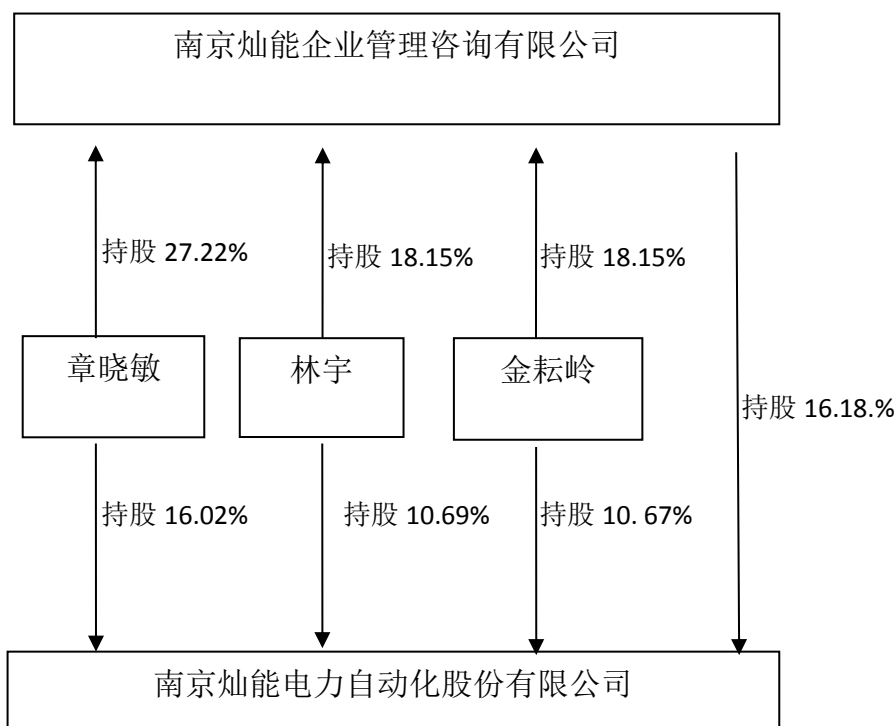 南京灿能企业管理咨询有限公司
持股 27.22%
持股 18.15%
持股 18.15%
章晓敏
林宇
金耘岭
持股 16.18.%
持股 16.02%
持股 10.69%
持股 10. 67%
南京灿能电力自动化股份有限公司